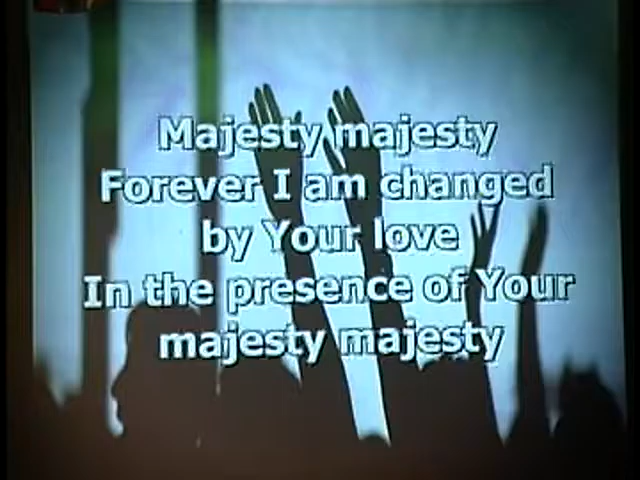 Majesty majesty
Forever I am changed
by Your love
In the presence of Your
majesty majesty